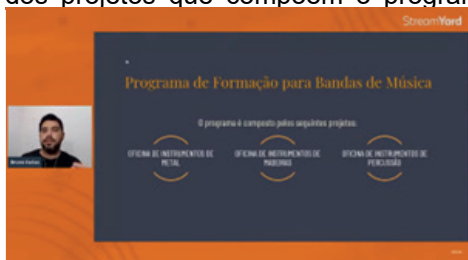 dos projetos que compõem o program
StreamYard
Programa de Formação para Bandas de Música
O programa é composto pelos seguintes projetos:
OFICINA DE INSTRUMENTOS DE METAL
OFICINA DE INSTRUMENTOS DE MADEIRAS
OFICINA DE INSTRUMENTOS DE PERCUSSÃO